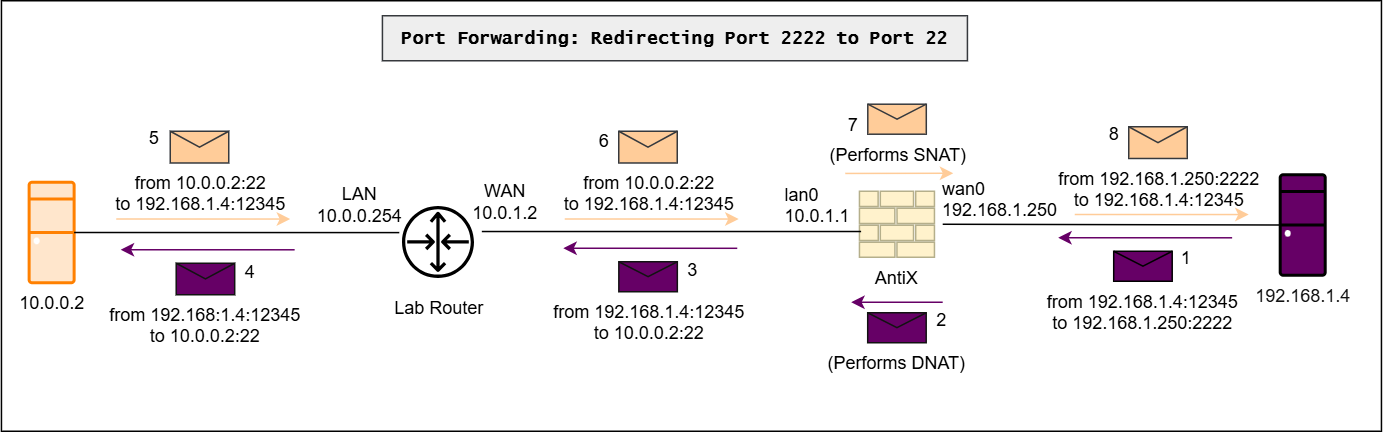 Port Forwarding: Redirecting Port 2222 to Port 22
5
from 10.0.0.2:22
to 192.168.1.4:12345
6
from 10.0.0.2:22
to 192.168.1.4:12345
7
(Performs SNAT)
8
from 192.168.1.250:2222
to 192.168.1.4:12345
LAN
10.0.0.254
WAN
10.0.1.2
lan0
10.0.1.1
wan0
192.168.1.250
10.0.0.2
Lab Router
AntiX
192.168.1.4
4
from 192.168:1.4:12345
to 10.0.0.2:22
3
from 192.168.1.4:12345
to 10.0.0.2:22
2
(Performs DNAT)
1
from 192.168.1.4:12345
to 192.168.1.250:2222